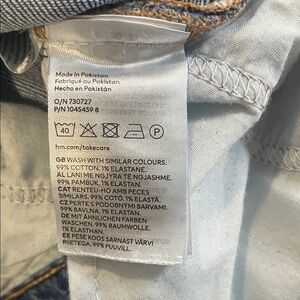 Made in Pakistan
Fabriqué au Pakistan
Hecho en Pakistán
O/N 730727
P/N 1045459 8
40
P
hm.com/takecare
GB WASH WITH SIMILAR COLOURS.
99% COTTON. 1% ELASTANE.
AL LANI ME NGJYRA TË NGJASHME.
99% PAMBUK. 1% ELASTAN.
CAT RENTEU-HO AMB PECES
SIMILARS. 99% COTÓ. 1% ELASTÀ.
CZ PERTE S PODOBNÝMI BARVAMI.
99% BAVLNA. 1% ELASTAN.
DE MIT ÄHNLICHEN FARBEN
WASCHEN. 99% BAUMWOLLE.
1% ELASTAN.
EE PESE KOOS SARNAST VÄRVI
RIIETEGA. 99% PUUVILL.